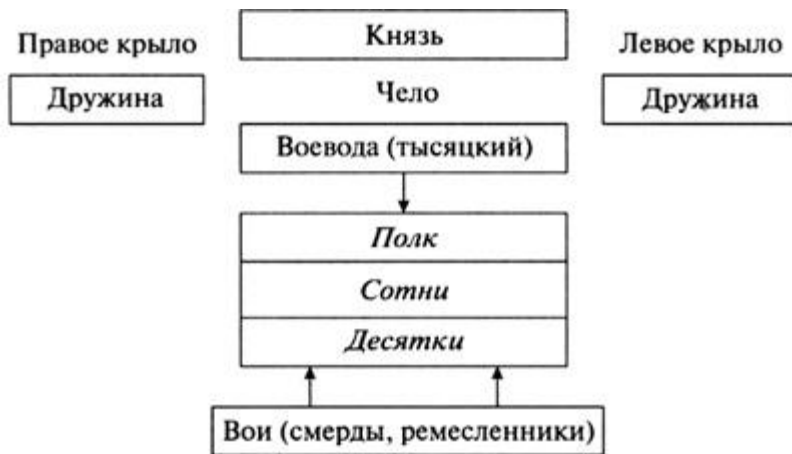 Князь
Правое крыло
Левое крыло
Дружина
Чело
Дружина
Воевода (тысяцкий)
Полк
Сотни
Десятки
Вои (смерды, ремесленники)